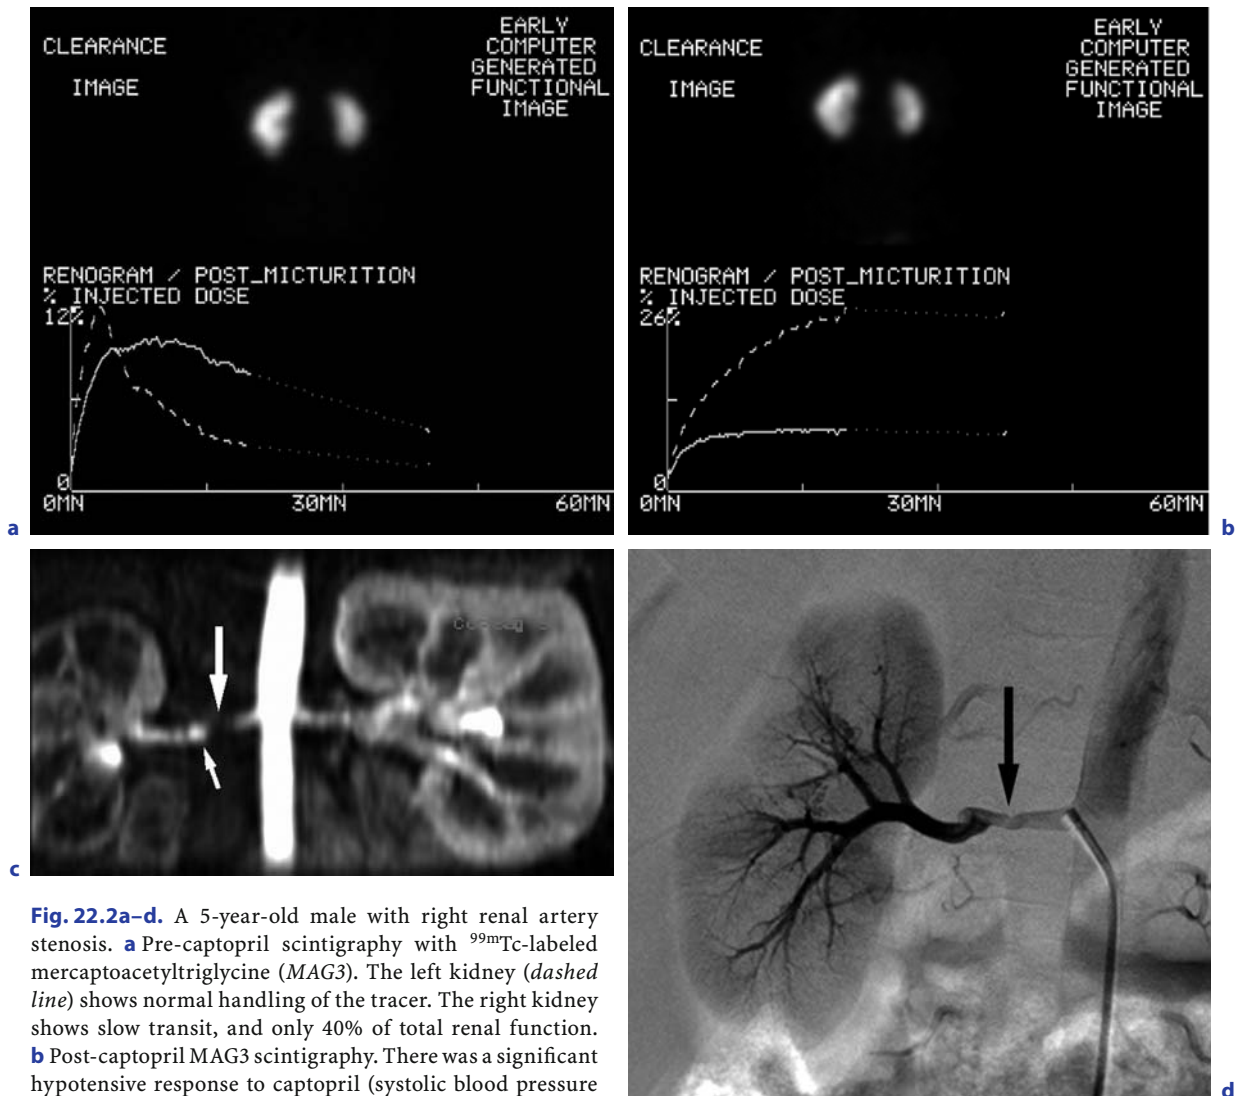 CLEARANCE
IMAGE
EARLY
COMPUTER
GENERATED
FUNCTIONAL
IMAGE
RENOGRAM / POST_MICTURITION
% INJECTED DOSE
12%
0
0MN 30MN 60MN
a
CLEARANCE
IMAGE
EARLY
COMPUTER
GENERATED
FUNCTIONAL
IMAGE
RENOGRAM / POST_MICTURITION
% INJECTED DOSE
26%
0
0MN 30MN 60MN
b
c
d
Fig. 22.2a–d. A 5-year-old male with right renal artery
stenosis. a Pre-captopril scintigraphy with 99mTc-labeled
mercaptoacetyltriglycine (MAG3). The left kidney (dashed
line) shows normal handling of the tracer. The right kidney
shows slow transit, and only 40% of total renal function.
b Post-captopril MAG3 scintigraphy. There was a significant
hypotensive response to captopril (systolic blood pressure